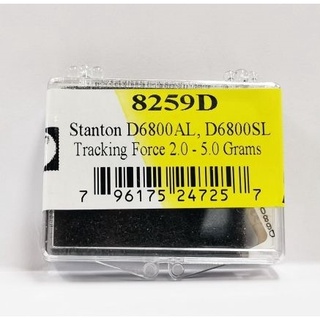 8259D
Stanton D6800AL, D6800SL
Tracking Force 2.0 - 5.0 Grams
7 96175 24725 7